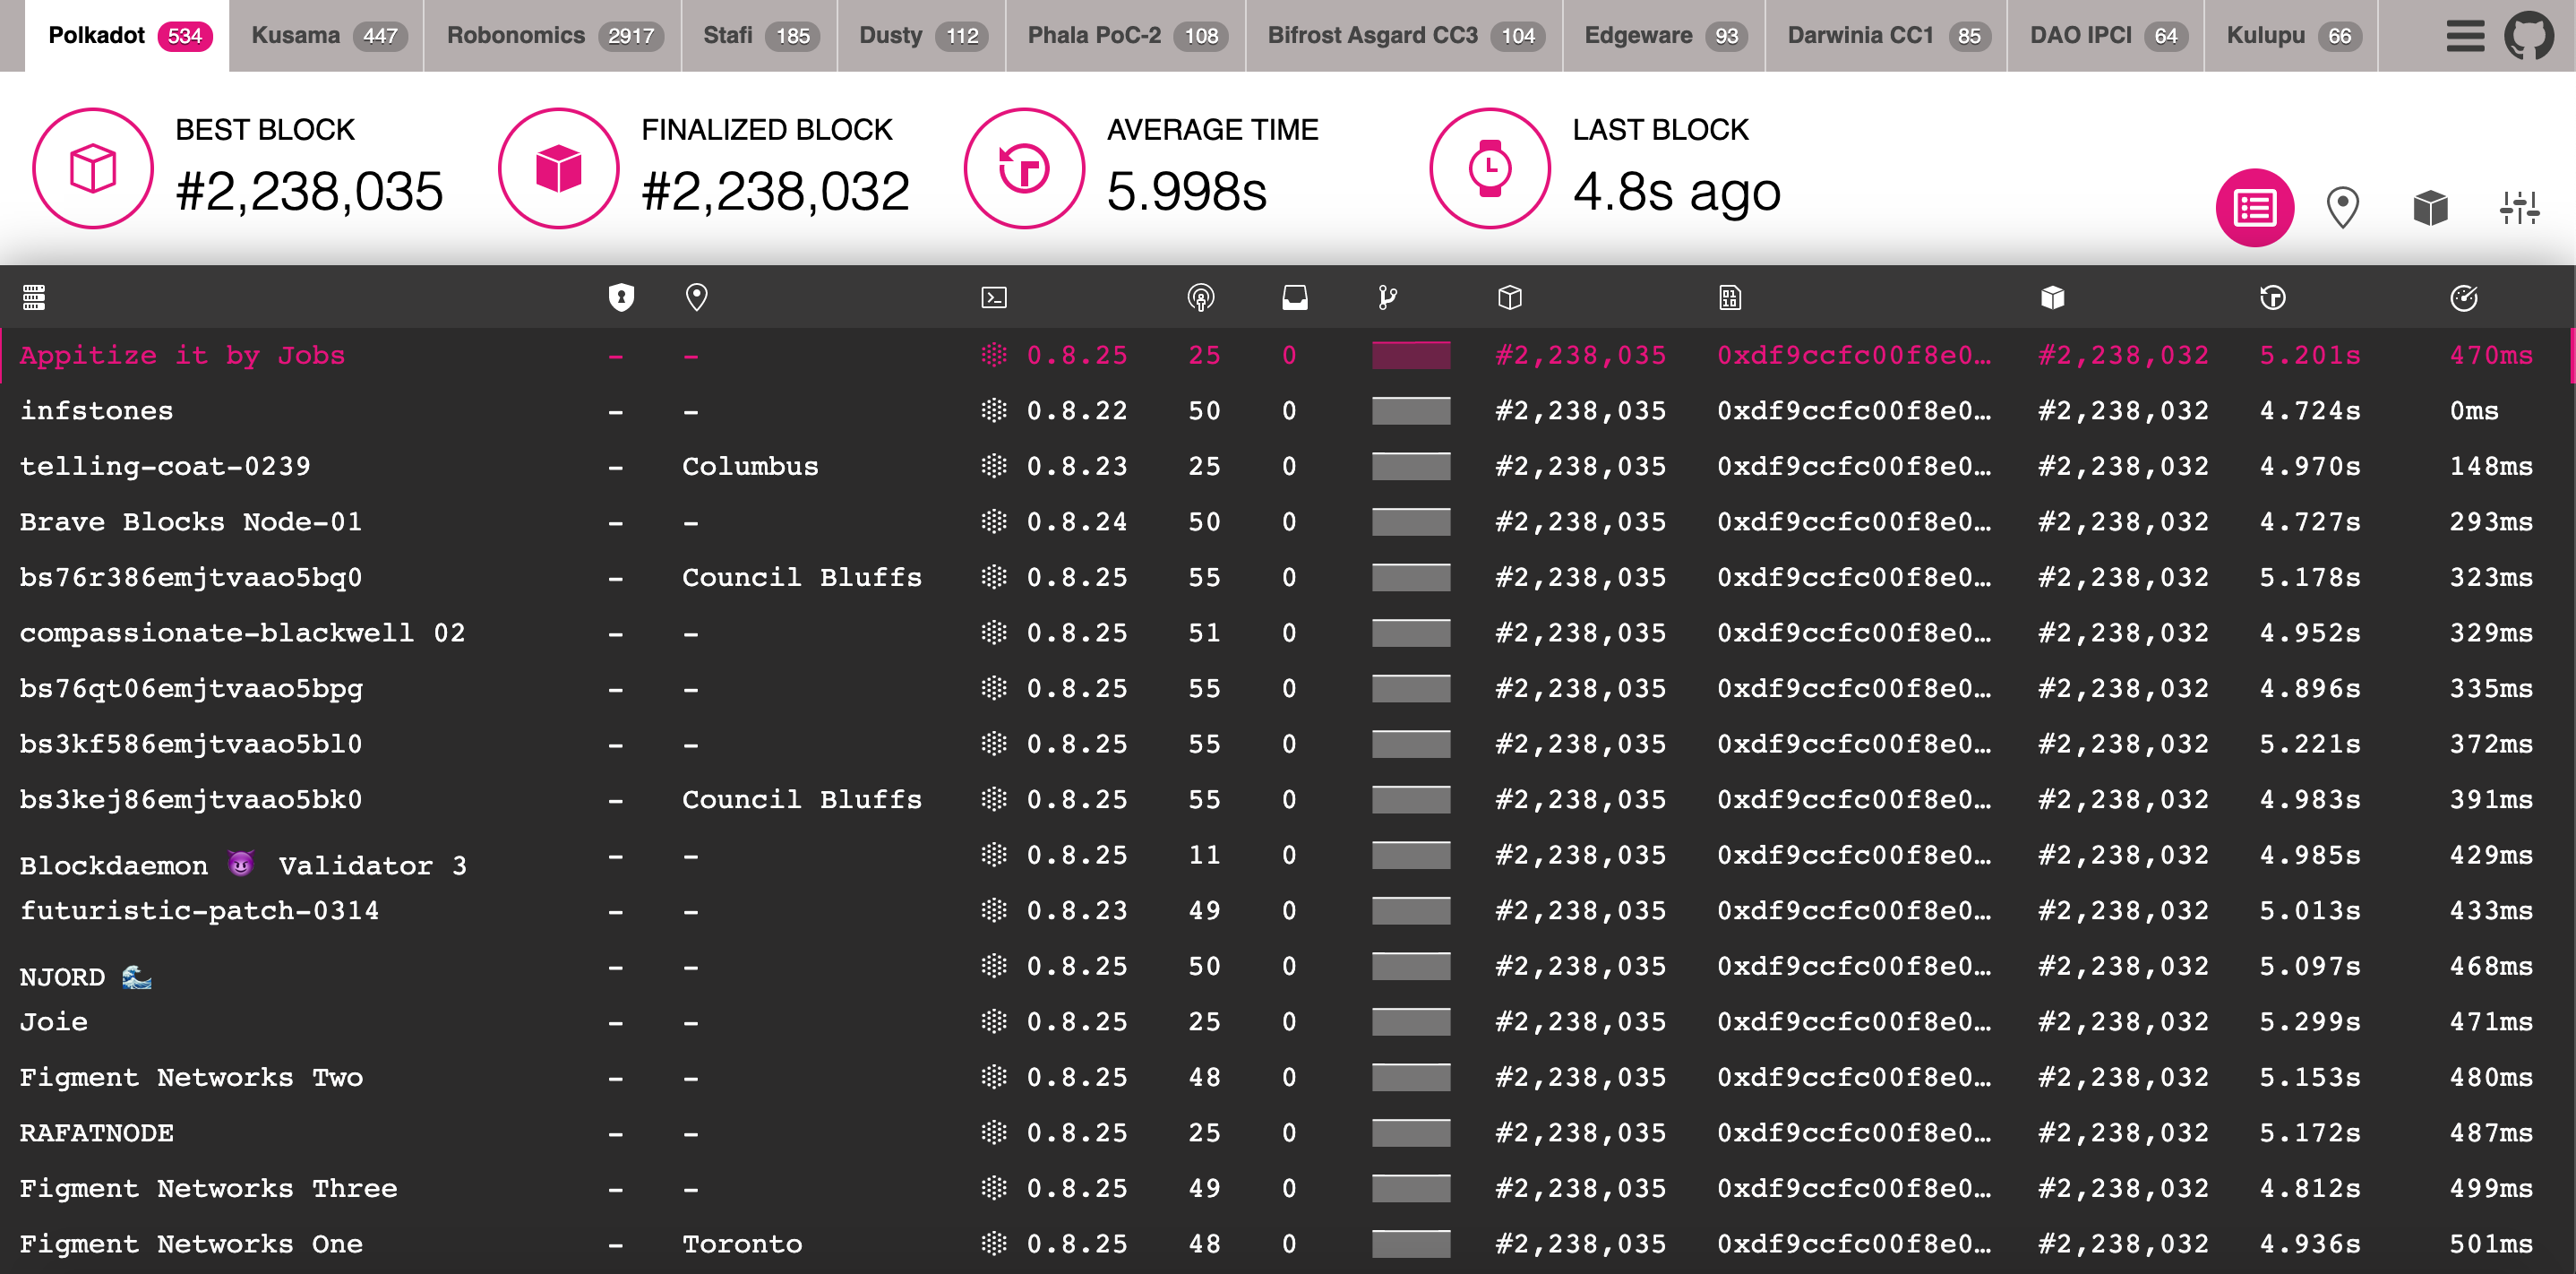 Polkadot 534 Kusama 447 Robonomics 2917 Stafi 185 Dusty 112 Phala PoC-2 108 Bifrost Asgard CC3 104 Edgeware 93 Darwinia CC1 85 DAO IPCI 64 Kulupu 66
BEST BLOCK
#2,238,035
FINALIZED BLOCK
#2,238,032
AVERAGE TIME
5.998s
LAST BLOCK
4.8s ago
Appitize it by Jobs – – 0.8.25 25 0 #2,238,035 0xdf9ccfc00f8e0… #2,238,032 5.201s 470ms
infstones – – 0.8.22 50 0 #2,238,035 0xdf9ccfc00f8e0… #2,238,032 4.724s 0ms
telling-coat-0239 – Columbus 0.8.23 25 0 #2,238,035 0xdf9ccfc00f8e0… #2,238,032 4.970s 148ms
Brave Blocks Node-01 – – 0.8.24 50 0 #2,238,035 0xdf9ccfc00f8e0… #2,238,032 4.727s 293ms
bs76r386emjtvaao5bq0 – Council Bluffs 0.8.25 55 0 #2,238,035 0xdf9ccfc00f8e0… #2,238,032 5.178s 323ms
compassionate-blackwell 02 – – 0.8.25 51 0 #2,238,035 0xdf9ccfc00f8e0… #2,238,032 4.952s 329ms
bs76qt06emjtvaao5bpg – – 0.8.25 55 0 #2,238,035 0xdf9ccfc00f8e0… #2,238,032 4.896s 335ms
bs3kf586emjtvaao5bl0 – – 0.8.25 55 0 #2,238,035 0xdf9ccfc00f8e0… #2,238,032 5.221s 372ms
bs3kej86emjtvaao5bk0 – Council Bluffs 0.8.25 55 0 #2,238,035 0xdf9ccfc00f8e0… #2,238,032 4.983s 391ms
Blockdaemon 😈 Validator 3 – – 0.8.25 11 0 #2,238,035 0xdf9ccfc00f8e0… #2,238,032 4.985s 429ms
futuristic-patch-0314 – – 0.8.23 49 0 #2,238,035 0xdf9ccfc00f8e0… #2,238,032 5.013s 433ms
NJORD 🌊 – – 0.8.25 50 0 #2,238,035 0xdf9ccfc00f8e0… #2,238,032 5.097s 468ms
Joie – – 0.8.25 25 0 #2,238,035 0xdf9ccfc00f8e0… #2,238,032 5.299s 471ms
Figment Networks Two – – 0.8.25 48 0 #2,238,035 0xdf9ccfc00f8e0… #2,238,032 5.153s 480ms
RAFATNODE – – 0.8.25 25 0 #2,238,035 0xdf9ccfc00f8e0… #2,238,032 5.172s 487ms
Figment Networks Three – – 0.8.25 49 0 #2,238,035 0xdf9ccfc00f8e0… #2,238,032 4.812s 499ms
Figment Networks One – Toronto 0.8.25 48 0 #2,238,035 0xdf9ccfc00f8e0… #2,238,032 4.936s 501ms